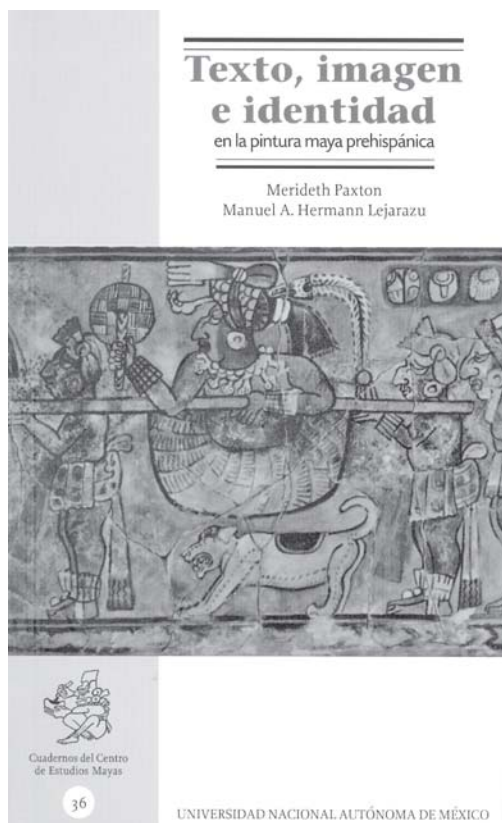 Texto, imagen
e identidad
en la pintura maya prehispánica
Merideth Paxton
Manuel A. Hermann Lejarazu
Cuadernos del Centro
de Estudios Mayas
36
UNIVERSIDAD NACIONAL AUTÓNOMA DE MÉXICO